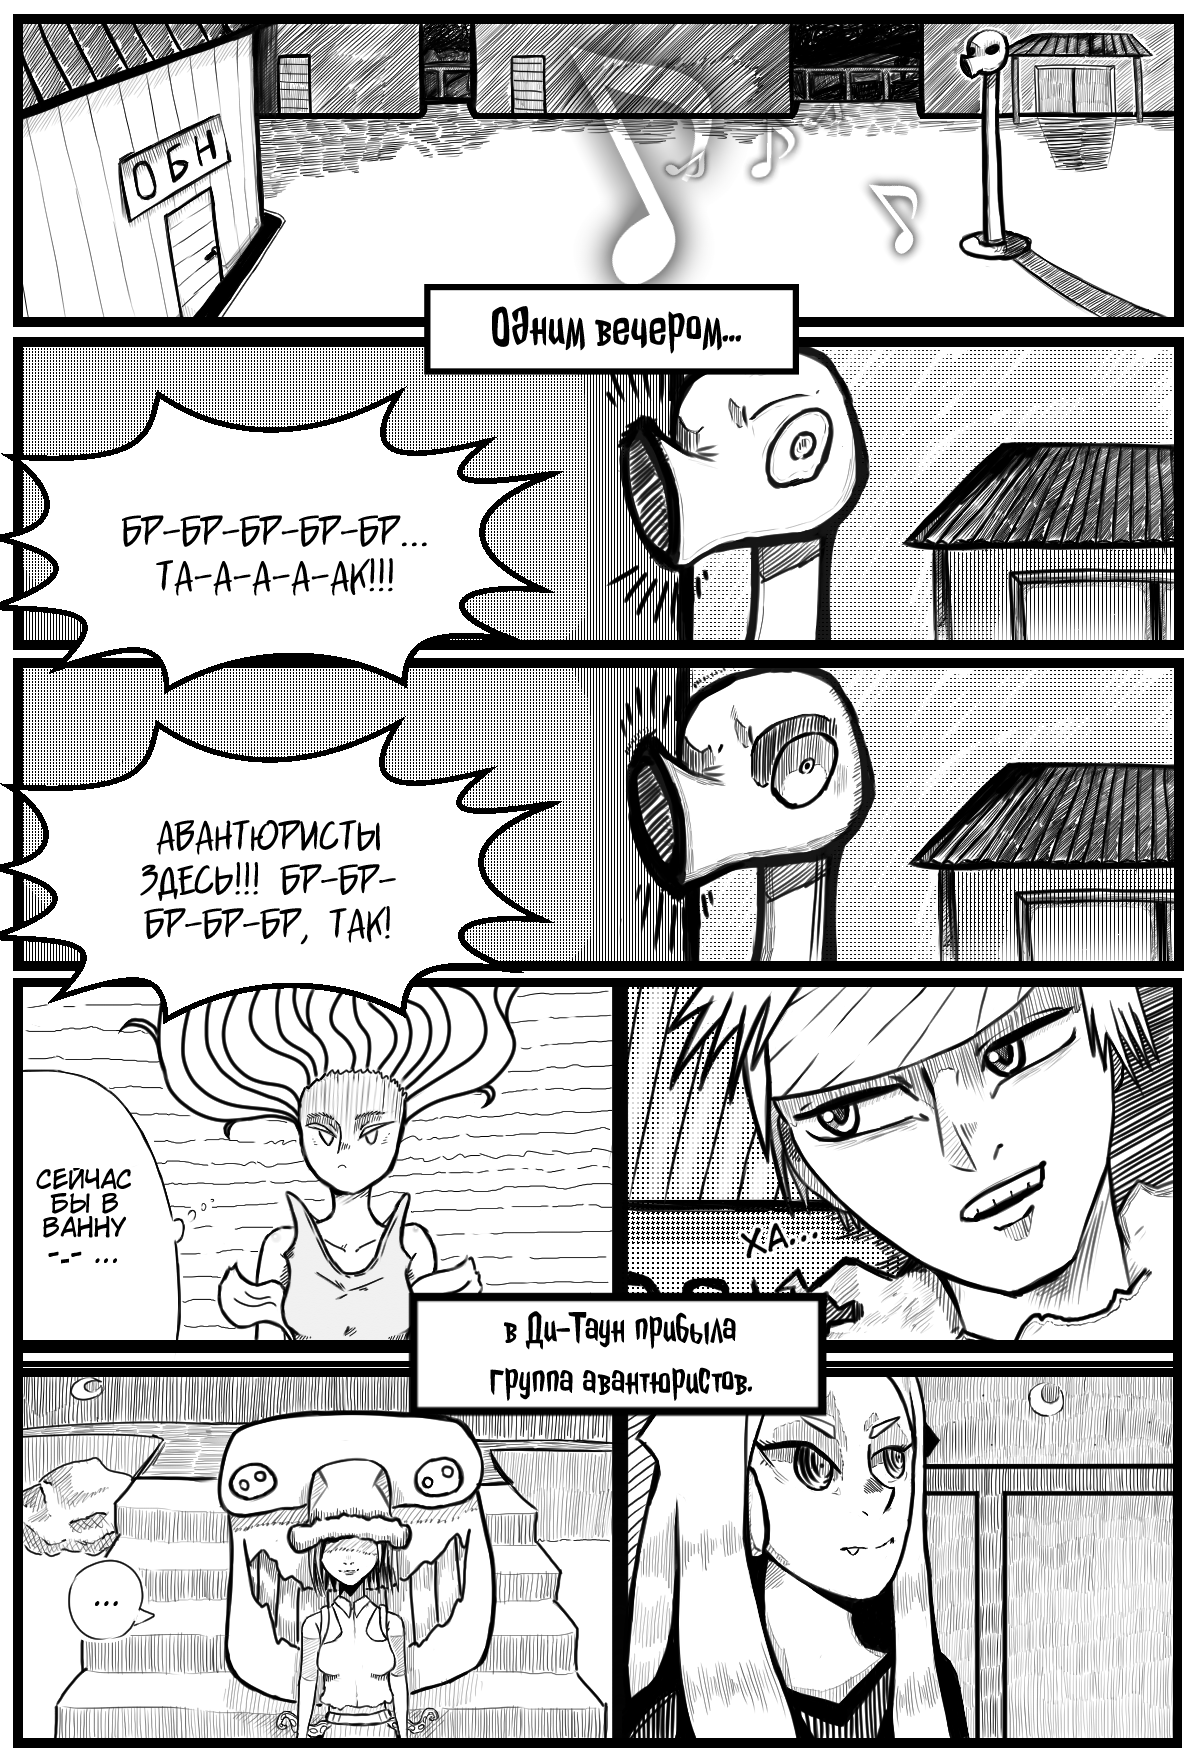 ОБН
Одним вечером...
БР-БР-БР-БР-БР...
ТА-А-А-А-АК!!!
АВАНТЮРИСТЫ
ЗДЕСЬ!!! БР-БР-
БР-БР-БР, ТАК!
СЕЙЧАС
БЫ В
ВАННУ
-.- ...
ХА...
в Ди-Таун прибыла
группа авантюристов.
...